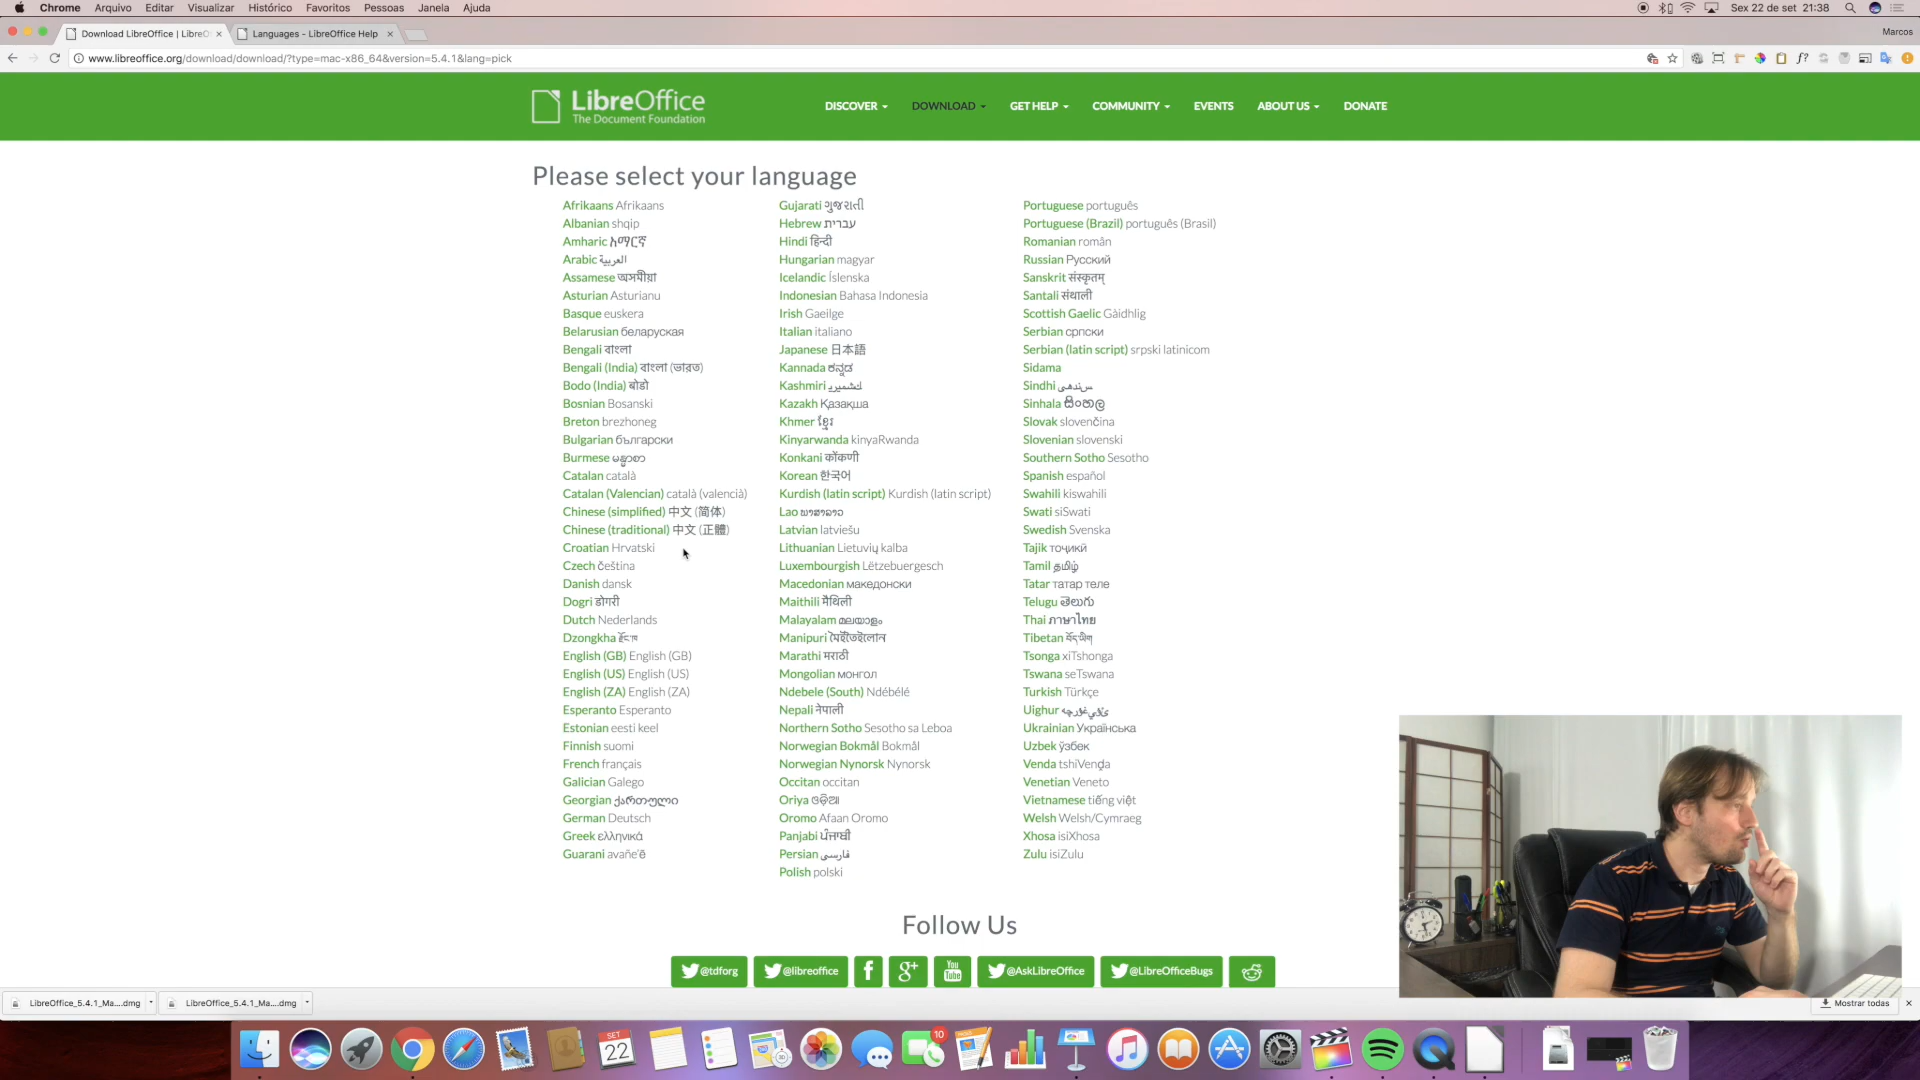 Chrome Arquivo Editar Visualizar Histórico Favoritos Pessoas Janela Ajuda
Sex 22 de set 21:38
Download LibreOffice | LibreO
Languages - LibreOffice Help
Marcos
www.libreoffice.org/download/download/?type=mac-x86_64&version=5.4.1&lang=pick
LibreOffice
The Document Foundation
DISCOVER DOWNLOAD GET HELP COMMUNITY EVENTS ABOUT US DONATE
Please select your language
Afrikaans Afrikaans
Albanian shqip
Amharic አማርኛ
Arabic العربية
Assamese অসমীয়া
Asturian Asturianu
Basque euskera
Belarusian беларуская
Bengali বাংলা
Bengali (India) বাংলা (ভারত)
Bodo (India) बोडो
Bosnian Bosanski
Breton brezhoneg
Bulgarian български
Burmese
Catalan català
Catalan (Valencian) català (valencià)
Chinese (simplified) 中文 (简体)
Chinese (traditional) 中文 (正體)
Croatian Hrvatski
Czech čeština
Danish dansk
Dogri डोगरी
Dutch Nederlands
Dzongkha རྫོང་ཁ
English (GB) English (GB)
English (US) English (US)
English (ZA) English (ZA)
Esperanto Esperanto
Estonian eesti keel
Finnish suomi
French français
Galician Galego
Georgian ქართული
German Deutsch
Greek ελληνικά
Guarani avañe'ẽ
Gujarati ગુજરાતી
Hebrew עברית
Hindi हिन्दी
Hungarian magyar
Icelandic Íslenska
Indonesian Bahasa Indonesia
Irish Gaeilge
Italian italiano
Japanese 日本語
Kannada ಕನ್ನಡ
Kashmiri
Kazakh Қазақша
Khmer ខ្មែរ
Kinyarwanda kinyaRwanda
Konkani कोंकणी
Korean 한국어
Kurdish (latin script) Kurdish (latin script)
Lao ພາສາລາວ
Latvian latviešu
Lithuanian Lietuvių kalba
Luxembourgish Lëtzebuergesch
Macedonian македонски
Maithili मैथिली
Malayalam മലയാളം
Manipuri
Marathi मराठी
Mongolian монгол
Ndebele (South) Ndébélé
Nepali नेपाली
Northern Sotho Sesotho sa Leboa
Norwegian Bokmål Bokmål
Norwegian Nynorsk Nynorsk
Occitan occitan
Oriya ଓଡ଼ିଆ
Oromo Afaan Oromo
Panjabi ਪੰਜਾਬੀ
Persian فارسی
Polish polski
Portuguese português
Portuguese (Brazil) português (Brasil)
Romanian român
Russian Русский
Sanskrit संस्कृतम्
Santali संथाली
Scottish Gaelic Gàidhlig
Serbian српски
Serbian (latin script) srpski latinicom
Sidama
Sindhi
Sinhala සිංහල
Slovak slovenčina
Slovenian slovenski
Southern Sotho Sesotho
Spanish español
Swahili kiswahili
Swati siSwati
Swedish Svenska
Tajik тоҷикӣ
Tamil தமிழ்
Tatar татар теле
Telugu తెలుగు
Thai ภาษาไทย
Tibetan བོད་ཡིག
Tsonga xiTshonga
Tswana seTswana
Turkish Türkçe
Uighur
Ukrainian Українська
Uzbek ўзбек
Venda tshiVenḓa
Venetian Veneto
Vietnamese tiếng việt
Welsh Welsh/Cymraeg
Xhosa isiXhosa
Zulu isiZulu
Follow Us
@tdforg @libreoffice f g+ You Tube @AskLibreOffice @LibreOfficeBugs
LibreOffice_5.4.1_Ma....dmg LibreOffice_5.4.1_Ma....dmg Mostrar todas
SET
22
10